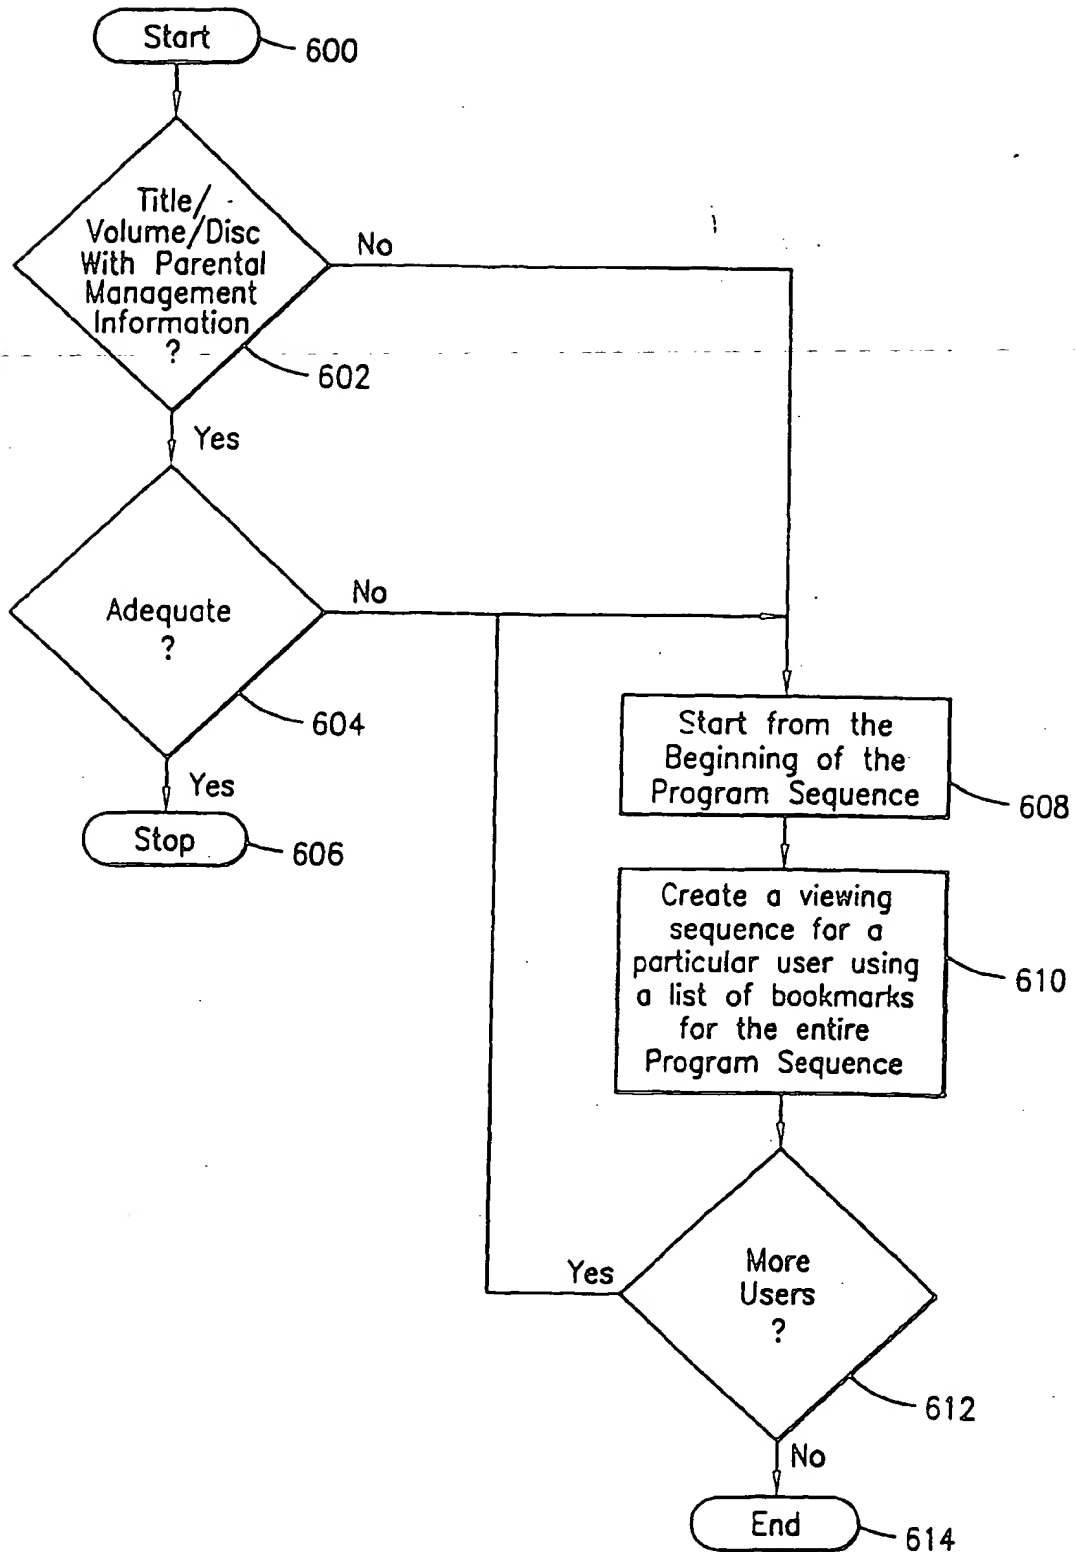 Start
600
Title/
Volume/Disc
With Parental
Management
Information
?
No
602
Yes
Adequate
?
No
604
Yes
Stop
606
Start from the
Beginning of the
Program Sequence
608
Create a viewing
sequence for a
particular user using
a list of bookmarks
for the entire
Program Sequence
610
More
Users
?
Yes
612
No
End
614